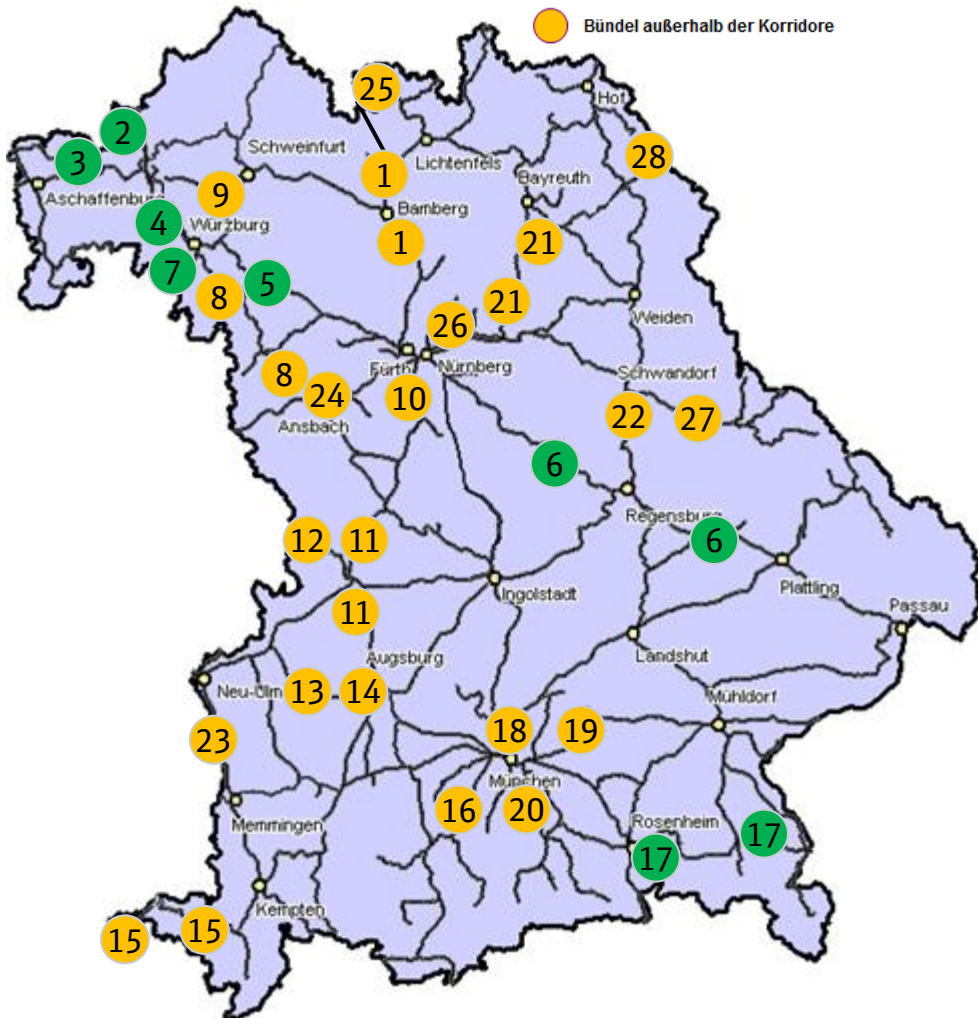 Bündel außerhalb der Korridore
25
Hof
2
Schweinfurt
Lichtenfels
28
3
1
Bayreuth
Aschaffenburg
9
Bamberg
4
Würzburg
1
21
7
5
8
21
Weiden
26
Fürth
Nürnberg
8
Schwandorf
24
10
22
27
Ansbach
6
Regensburg
12
11
6
Ingolstadt
Plattling
11
Passau
Augsburg
Landshut
Neu-Ulm
13
14
Mühldorf
23
18
19
München
Memmingen
16
20
Rosenheim
17
17
Kempten
15
15